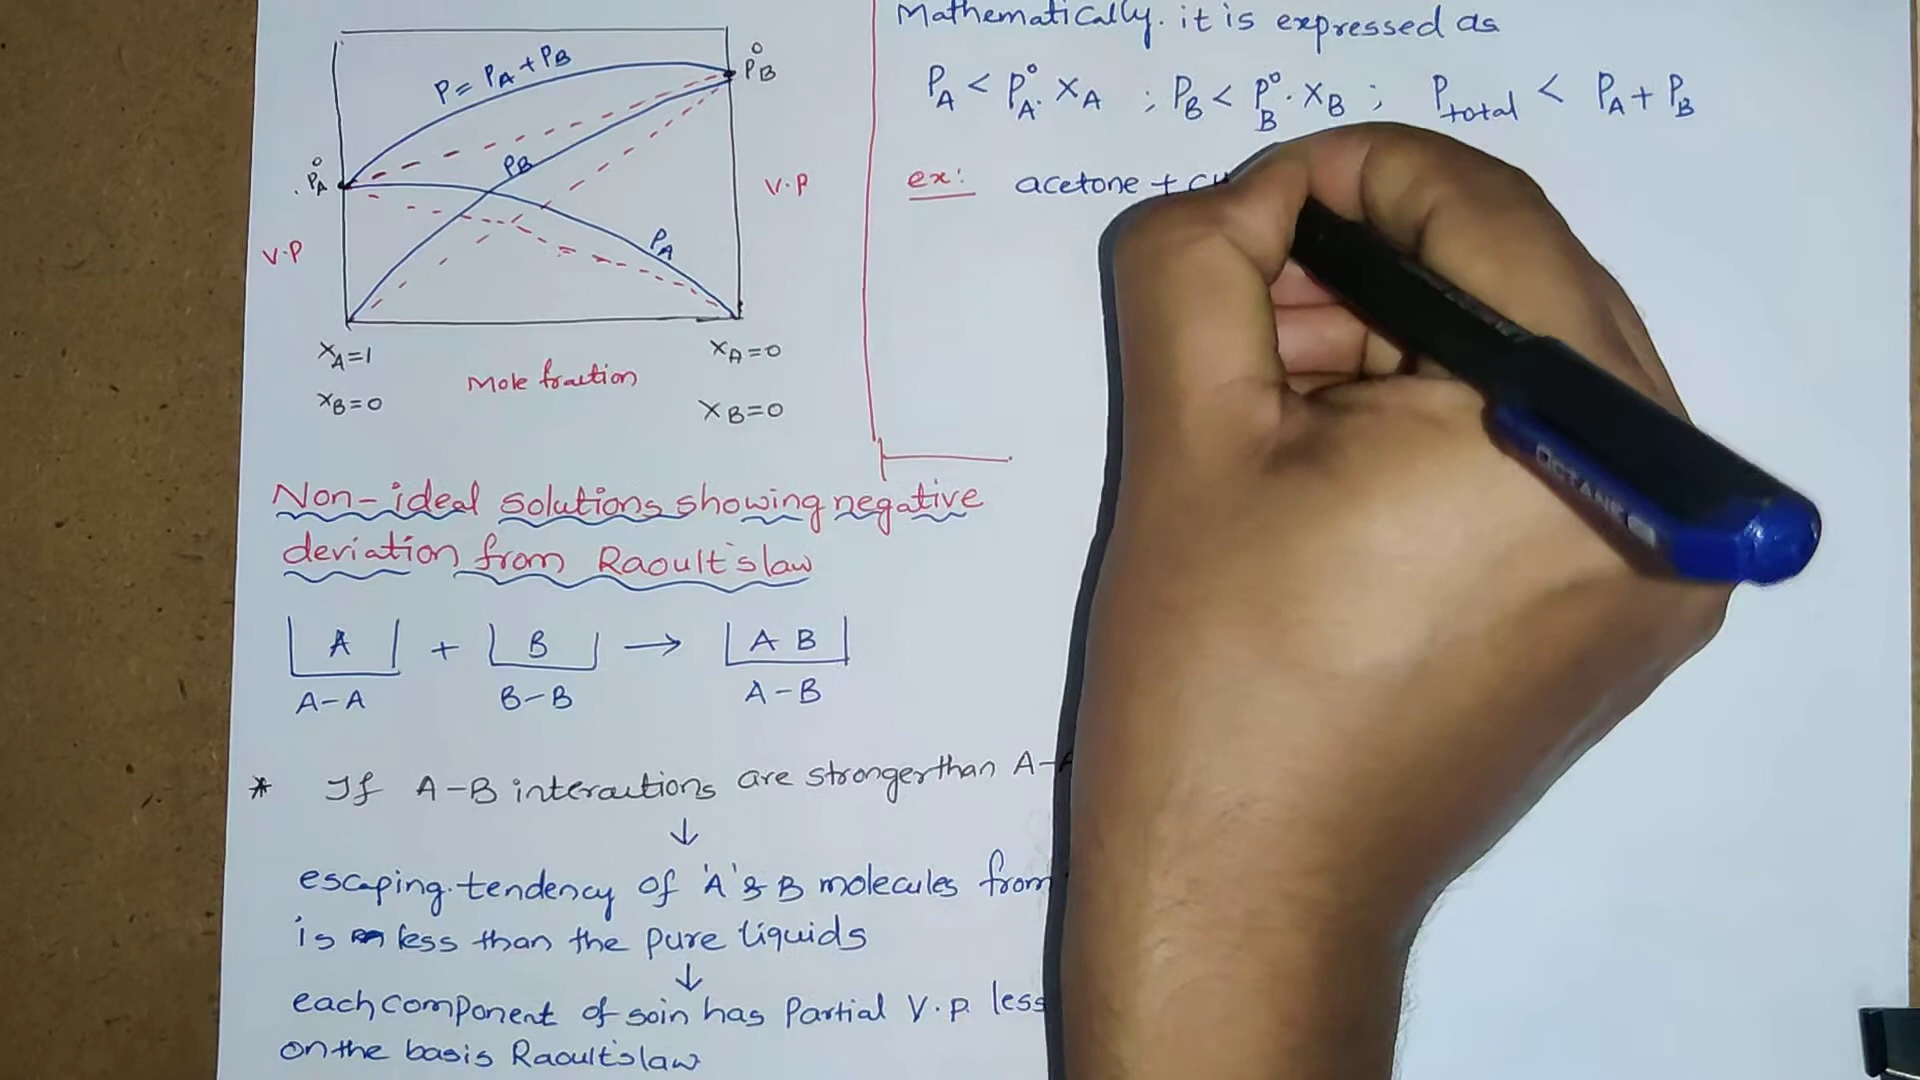 P = PA + PB
P°B
PB
P°A
V.P
PA
V.P
XA=1
XA=0
Mole fraction
XB=0
XB=0
Mathematically. it is expressed as
PA < P°A. XA ; PB < P°B. XB ; Ptotal < PA + PB
ex: acetone +
Non-ideal solutions showing negative
deviation from Raoult's law
A + B → A B
A-A B-B A-B
* If A-B interactions are stronger than A-
↓
escaping.tendency of 'A' & B molecules from
is less than the pure liquids
↓
each component of soln has Partial V.P. less
on the basis Raoult's law
OCTANE